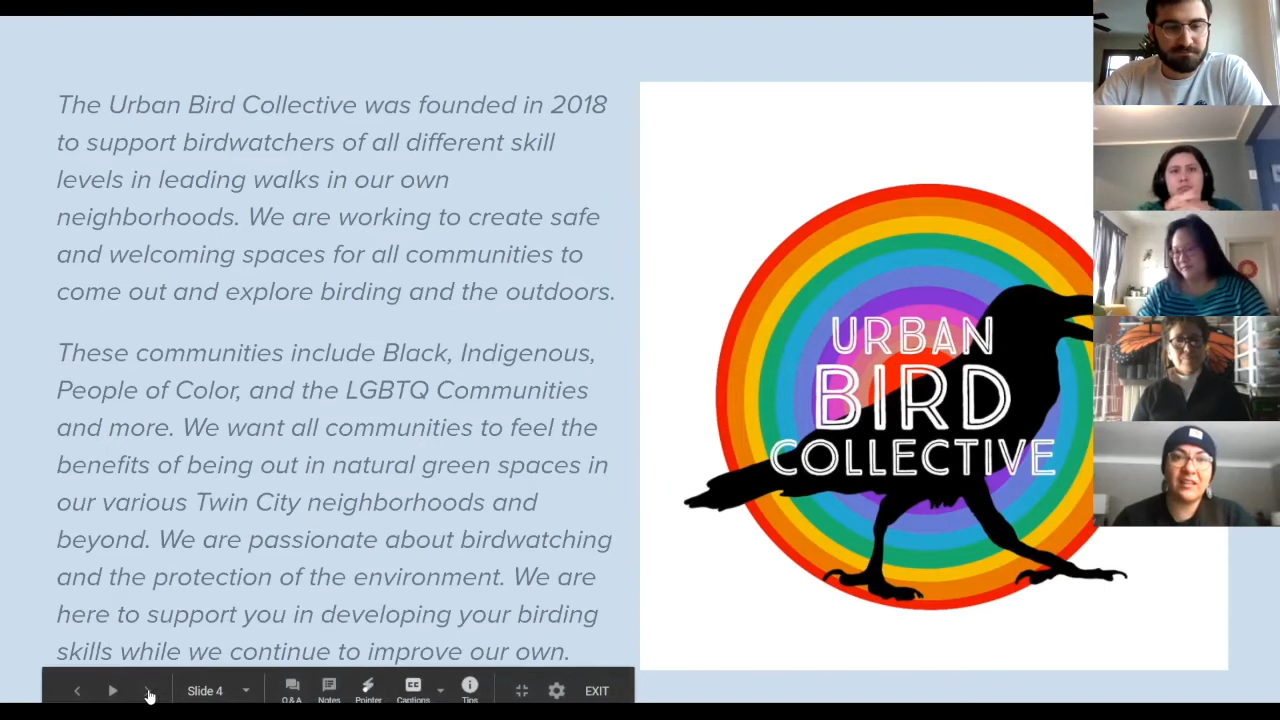 The Urban Bird Collective was founded in 2018
to support birdwatchers of all different skill
levels in leading walks in our own
neighborhoods. We are working to create safe
and welcoming spaces for all communities to
come out and explore birding and the outdoors.
These communities include Black, Indigenous,
People of Color, and the LGBTQ Communities
and more. We want all communities to feel the
benefits of being out in natural green spaces in
our various Twin City neighborhoods and
beyond. We are passionate about birdwatching
and the protection of the environment. We are
here to support you in developing your birding
skills while we continue to improve our own.
URBAN
BIRD
COLLECTIVE
Slide 4
Q&A Notes Pointer Captions Tips
CC
EXIT